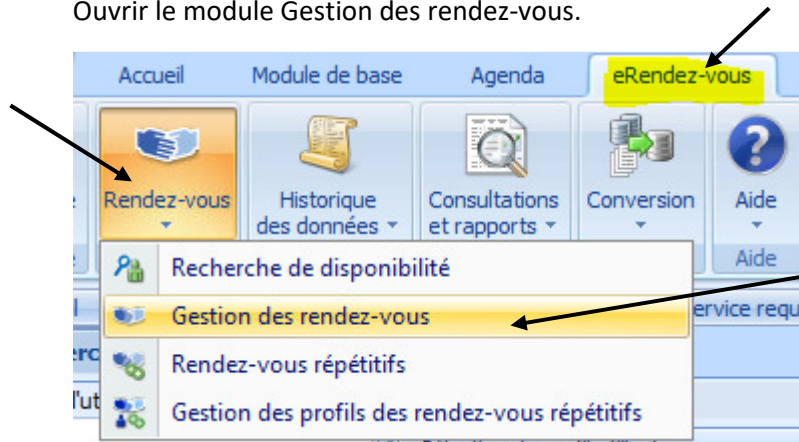 Ouvrir le module Gestion des rendez-vous.
Accueil Module de base Agenda eRendez-vous
Rendez-vous Historique des données Consultations et rapports Conversion Aide
Aide
Recherche de disponibilité
Gestion des rendez-vous
Rendez-vous répétitifs
Gestion des profils des rendez-vous répétitifs